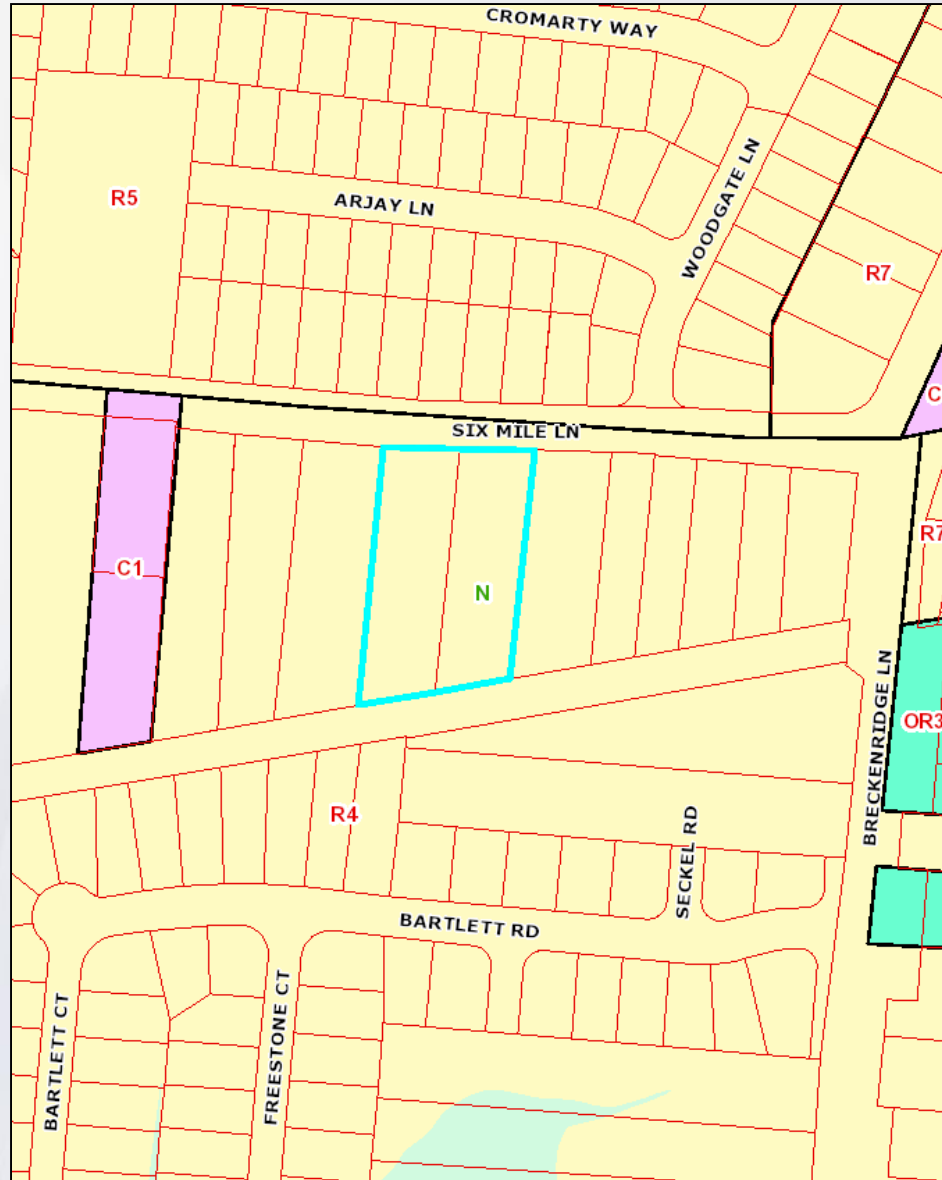 CROMARTY WAY
WOODGATE LN
R5
ARJAY LN
R7
C
SIX MILE LN
R7
C1
N
BRECKENRIDGE LN
OR3
R4
SECKEL RD
BARTLETT RD
BARTLETT CT
FREESTONE CT